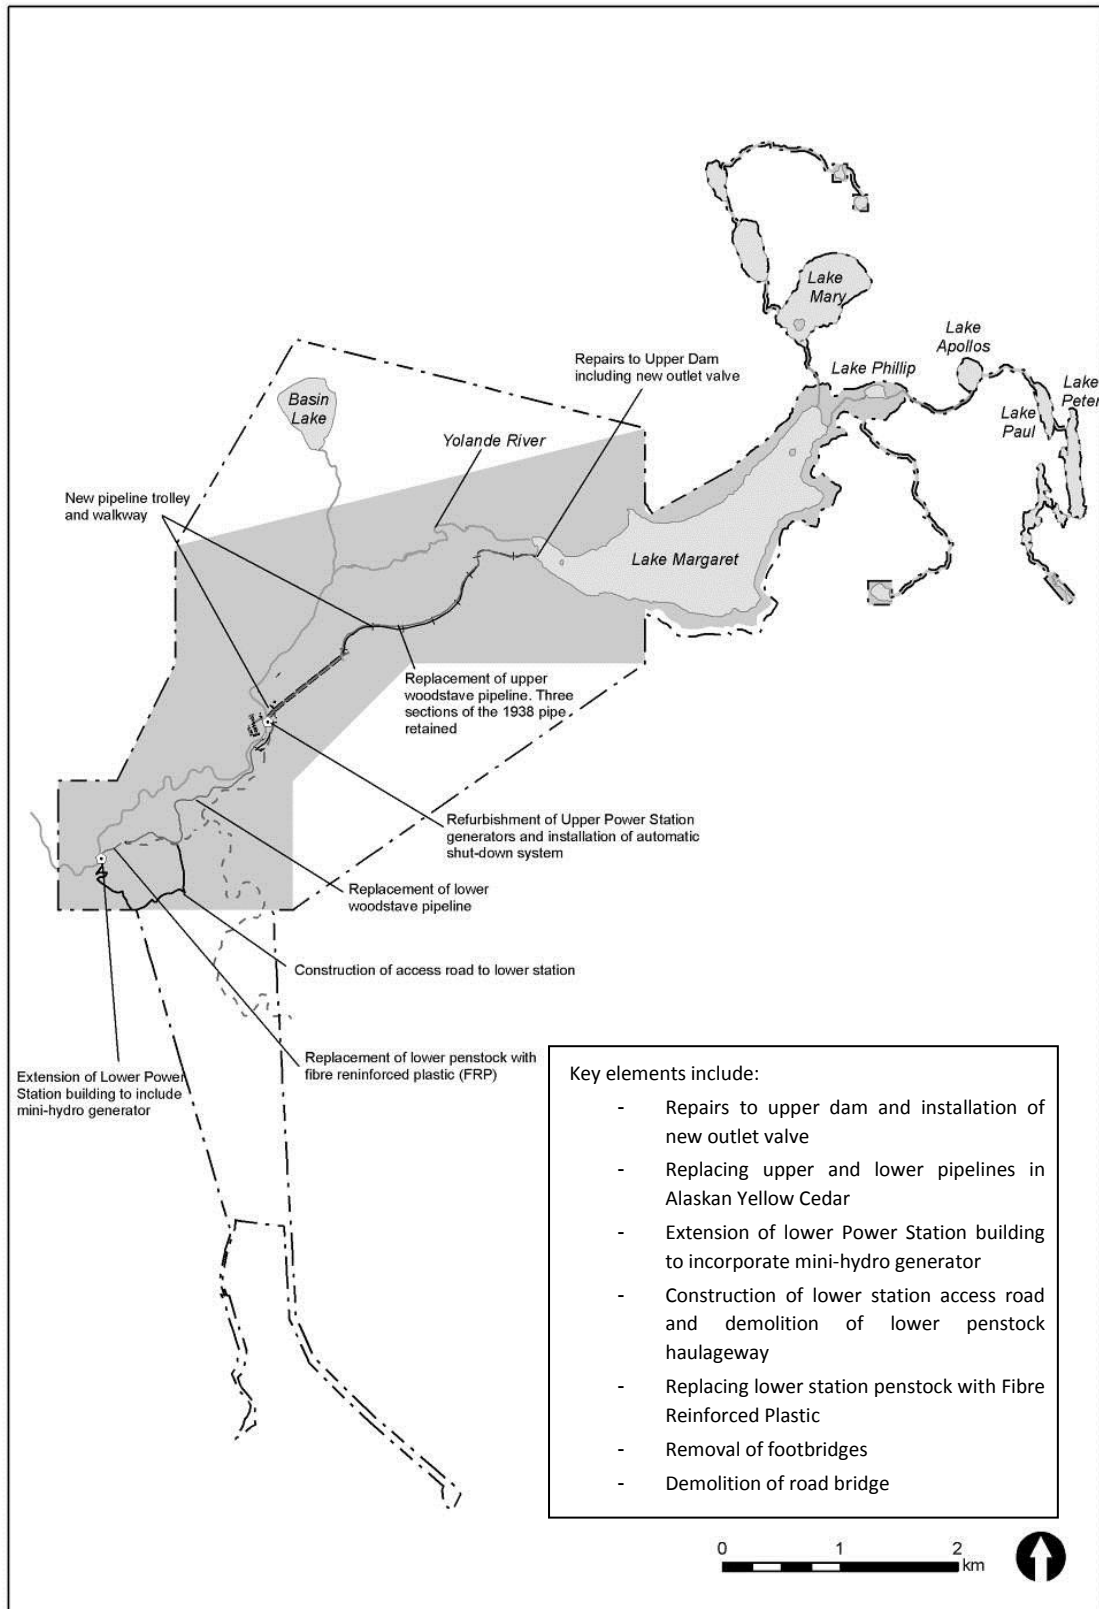 Lake
Mary
Lake
Apollos
Lake Phillip
Lake
Peter
Lake
Paul
Repairs to Upper Dam
including new outlet valve
Basin
Lake
Yolande River
New pipeline trolley
and walkway
Lake Margaret
Replacement of upper
woodstave pipeline. Three
sections of the 1938 pipe
retained
Refurbishment of Upper Power Station
generators and installation of automatic
shut-down system
Replacement of lower
woodstave pipeline
Construction of access road to lower station
Replacement of lower penstock with
fibre reninforced plastic (FRP)
Extension of Lower Power
Station building to include
mini-hydro generator
Key elements include:
- Repairs to upper dam and installation of
new outlet valve
- Replacing upper and lower pipelines in
Alaskan Yellow Cedar
- Extension of lower Power Station building
to incorporate mini-hydro generator
- Construction of lower station access road
and demolition of lower penstock
haulageway
- Replacing lower station penstock with Fibre
Reinforced Plastic
- Removal of footbridges
- Demolition of road bridge
0 1 2
km